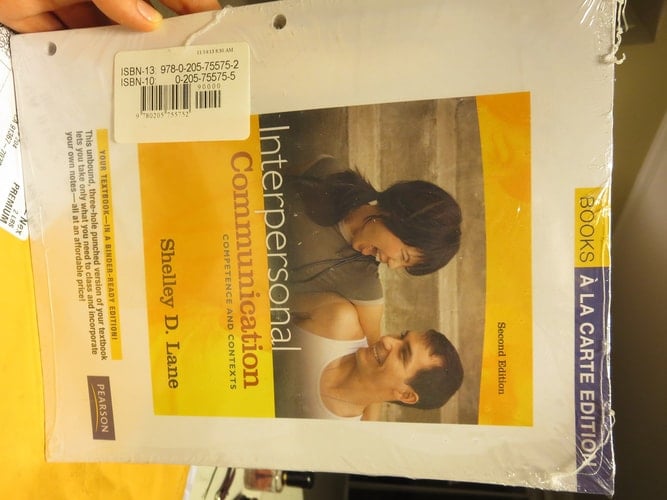 BOOKS À LA CARTE EDITION
Second Edition
Interpersonal
Communication
COMPETENCE AND CONTEXTS
Shelley D. Lane
YOUR TEXTBOOK—IN A BINDER-READY EDITION!
This unbound, three-hole punched version of your textbook
lets you take only what you need to class and incorporate
your own notes—all at an affordable price!
PEARSON
ISBN-13: 978-0-205-75575-2
ISBN-10: 0-205-75575-5
90000
9 780205 755752
PREMIUM
2 LBS